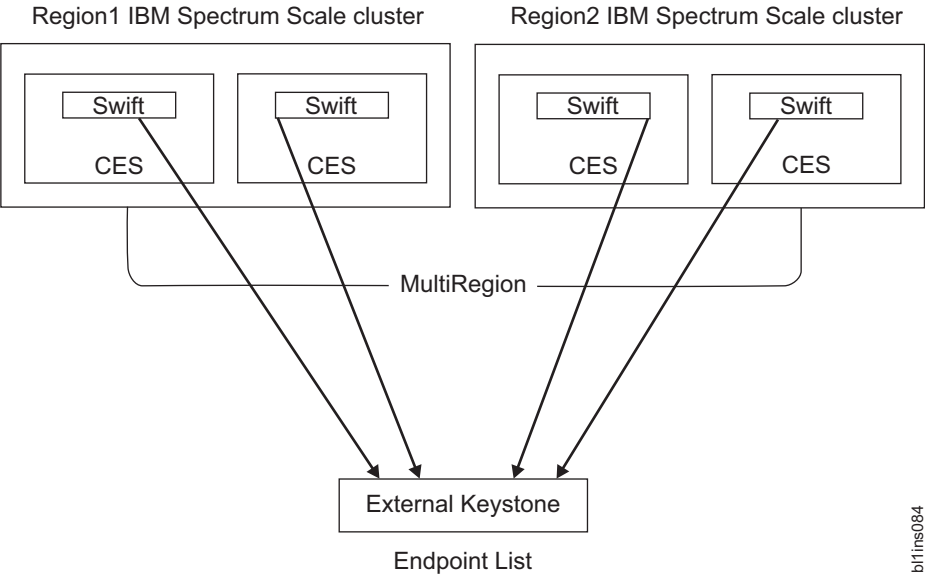 Region1 IBM Spectrum Scale cluster
Region2 IBM Spectrum Scale cluster
Swift
Swift
Swift
Swift
CES
CES
CES
CES
MultiRegion
External Keystone
Endpoint List
bl1ins084